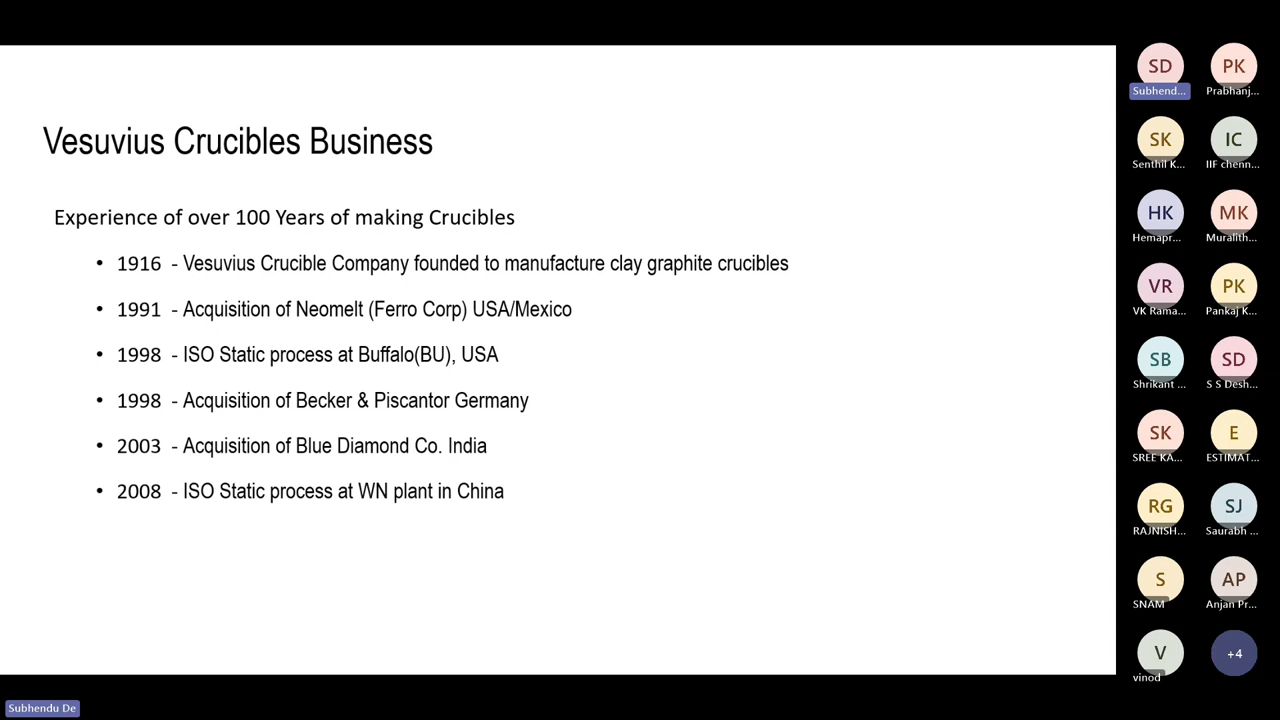 Vesuvius Crucibles Business
Experience of over 100 Years of making Crucibles
• 1916 - Vesuvius Crucible Company founded to manufacture clay graphite crucibles
• 1991 - Acquisition of Neomelt (Ferro Corp) USA/Mexico
• 1998 - ISO Static process at Buffalo(BU), USA
• 1998 - Acquisition of Becker & Piscantor Germany
• 2003 - Acquisition of Blue Diamond Co. India
• 2008 - ISO Static process at WN plant in China
SD PK
Subhend... Prabhanj...
SK IC
Senthil K... IIF chenn...
HK MK
Hemapr... Muralith...
VR PK
VK Rama... Pankaj K...
SB SD
Shrikant ... S S Desh...
SK E
SREE KA... ESTIMAT...
RG SJ
RAJNISH... Saurabh ...
S AP
SNAM Anjan Pr...
V +4
vinod
Subhendu De